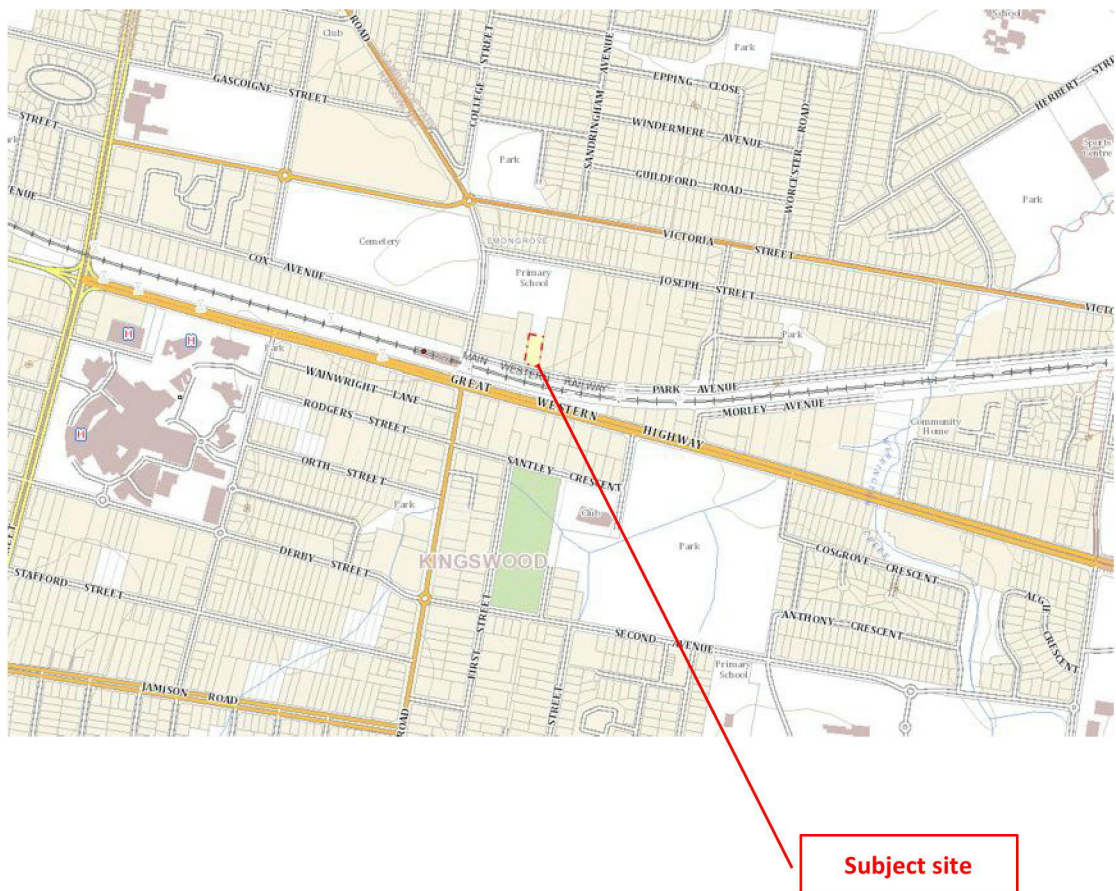 ROAD
Club
School
Park
GASCOIGNE STREET
COLLEGE STREET
SANDRINGHAM AVENUE
EPPING CLOSE
WINDERMERE AVENUE
WORCESTER ROAD
HERBERT STRE
STREET
Park
GUILDFORD ROAD
Sports
Centre
Park
AVENUE
Cemetery
VICTORIA STREET
COX AVENUE
Primary
School
JOSEPH STREET
VICTO
H
H
Park
MAIN WESTERN RAILWAY
Park
PARK AVENUE
WAINWRIGHT LANE
GREAT WESTERN HIGHWAY
MORLEY AVENUE
RODGERS STREET
Community
Home
H
ORTH STREET
SANTLEY CRESCENT
Park
Club
Park
KINGSWOOD
DERBY STREET
COSGROVE CRESCENT
STAFFORD STREET
STREET
FIRST STREET
SECOND AVENUE
ANTHONY CRESCENT
CRESCENT
Primary
School
JAMISON ROAD
ROAD
STREET
Subject site